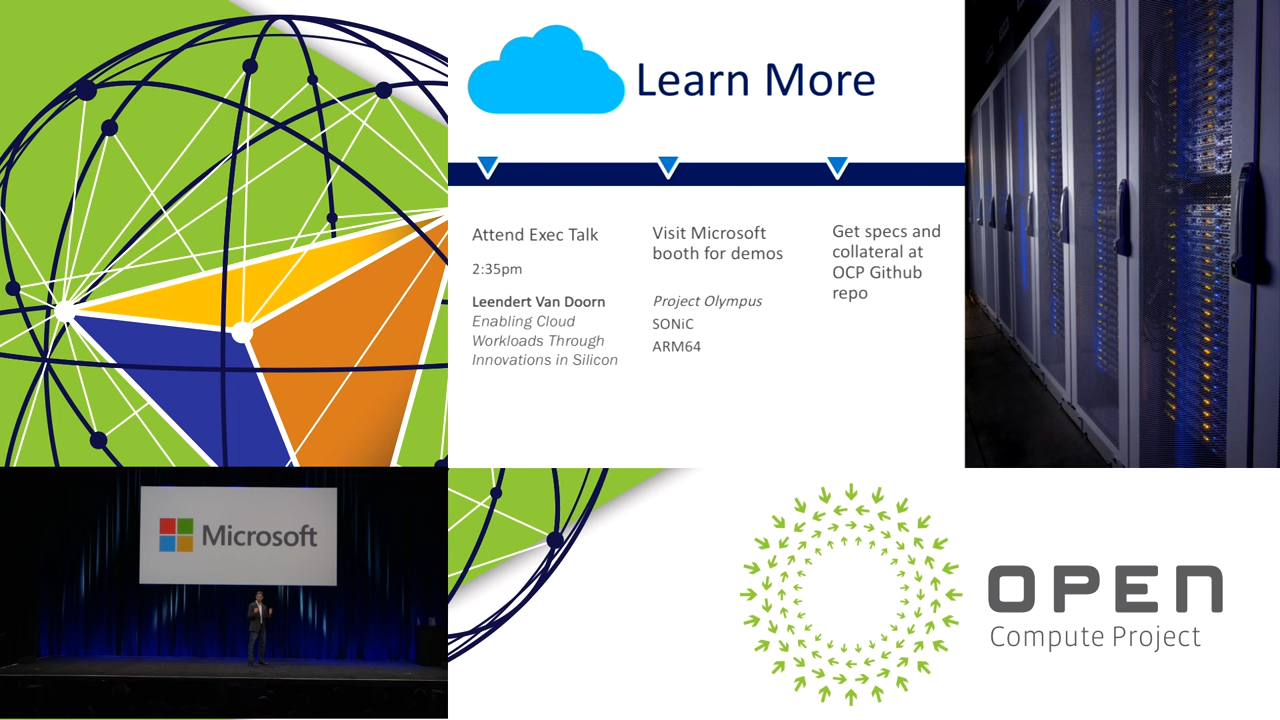 Learn More
Attend Exec Talk
2:35pm
Leendert Van Doorn
Enabling Cloud
Workloads Through
Innovations in Silicon
Visit Microsoft
booth for demos
Project Olympus
SONiC
ARM64
Get specs and
collateral at
OCP Github
repo
Microsoft
OPEN
Compute Project